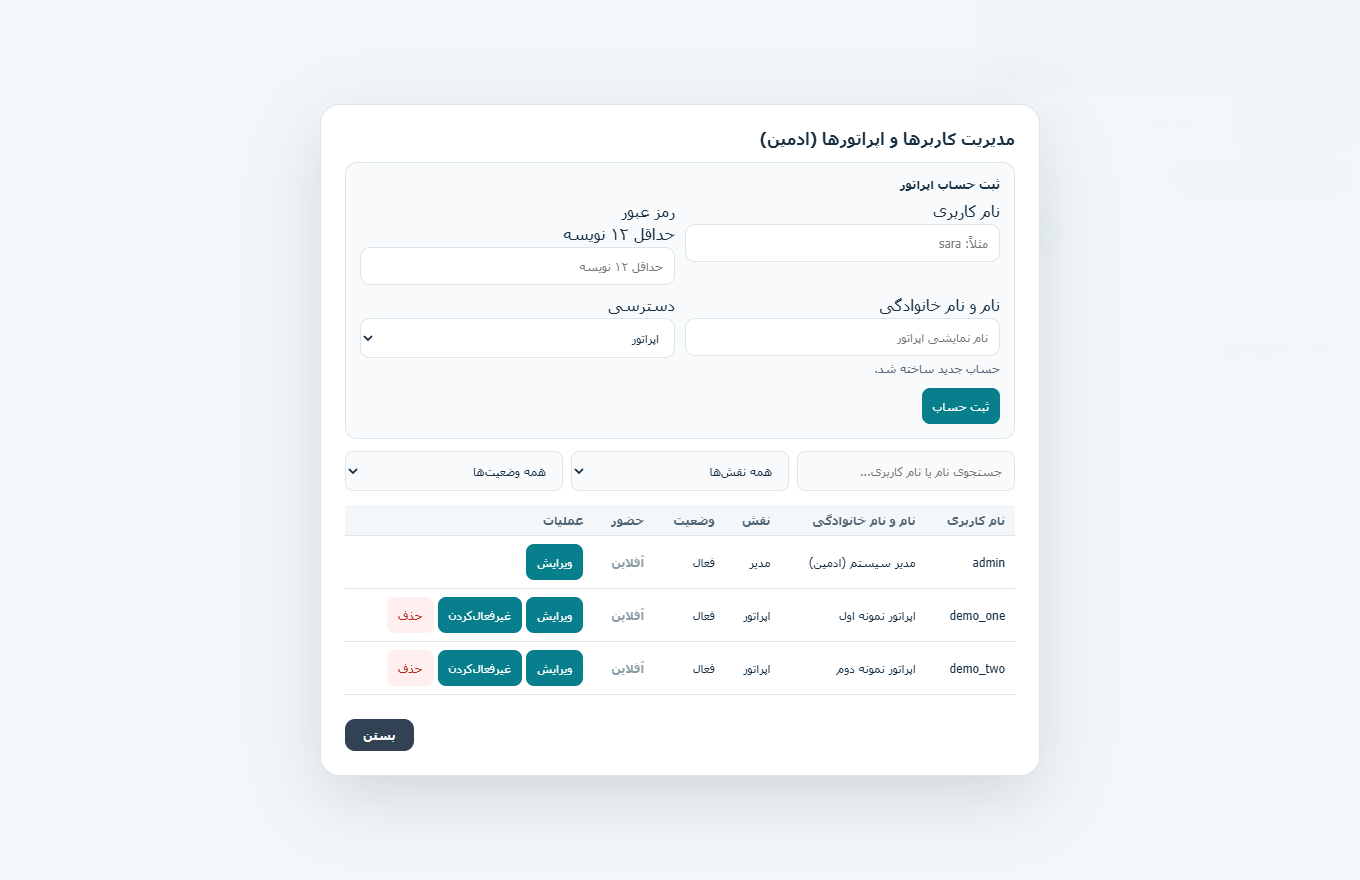 مدیریت کاربرها و اپراتورها (ادمین)
ثبت حساب اپراتور
نام کاربری
مثلاً: sara
رمز عبور
حداقل ۱۲ نویسه
حداقل ۱۲ نویسه
نام و نام خانوادگی
نام نمایشی اپراتور
دسترسی
اپراتور
حساب جدید ساخته شد.
ثبت حساب
جستجوی نام یا نام کاربری...
همه نقش‌ها
همه وضعیت‌ها
نام کاربری نام و نام خانوادگی نقش وضعیت حضور عملیات
admin مدیر سیستم (ادمین) مدیر فعال آفلاین ویرایش
demo_one اپراتور نمونه اول اپراتور فعال آفلاین ویرایش غیرفعال‌کردن حذف
demo_two اپراتور نمونه دوم اپراتور فعال آفلاین ویرایش غیرفعال‌کردن حذف
بستن